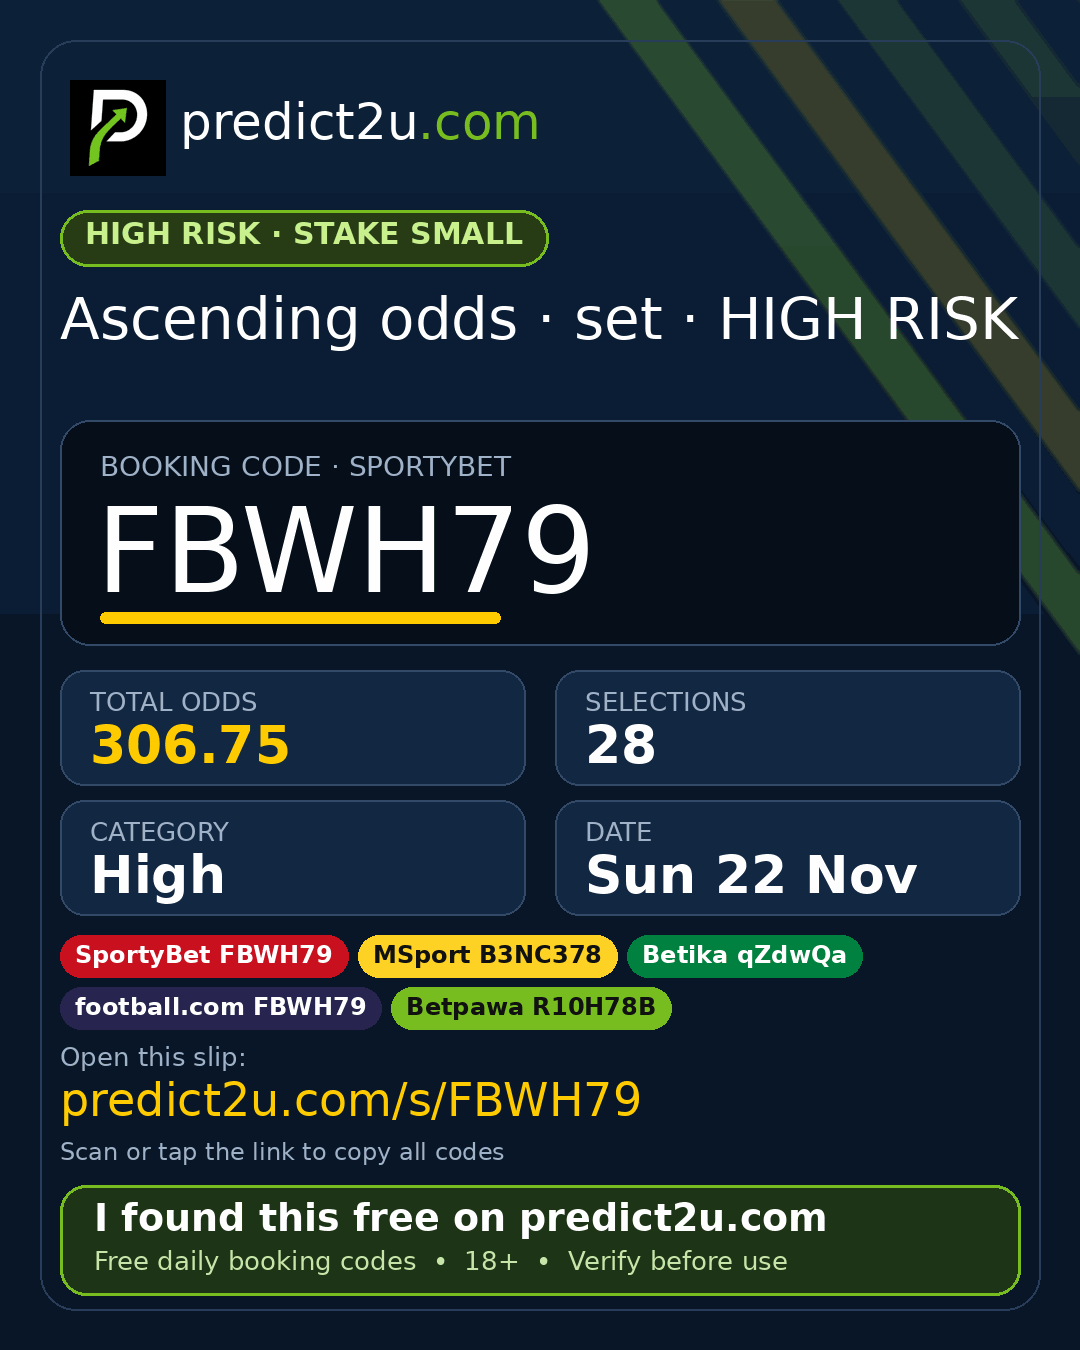 predict2u.com
HIGH RISK · STAKE SMALL
Ascending odds · set · HIGH RISK
BOOKING CODE · SPORTYBET
FBWH79
TOTAL ODDS
306.75
SELECTIONS
28
CATEGORY
High
DATE
Sun 22 Nov
SportyBet FBWH79
MSport B3NC378
Betika qZdwQa
football.com FBWH79
Betpawa R10H78B
Open this slip:
predict2u.com/s/FBWH79
Scan or tap the link to copy all codes
I found this free on predict2u.com
Free daily booking codes • 18+ • Verify before use